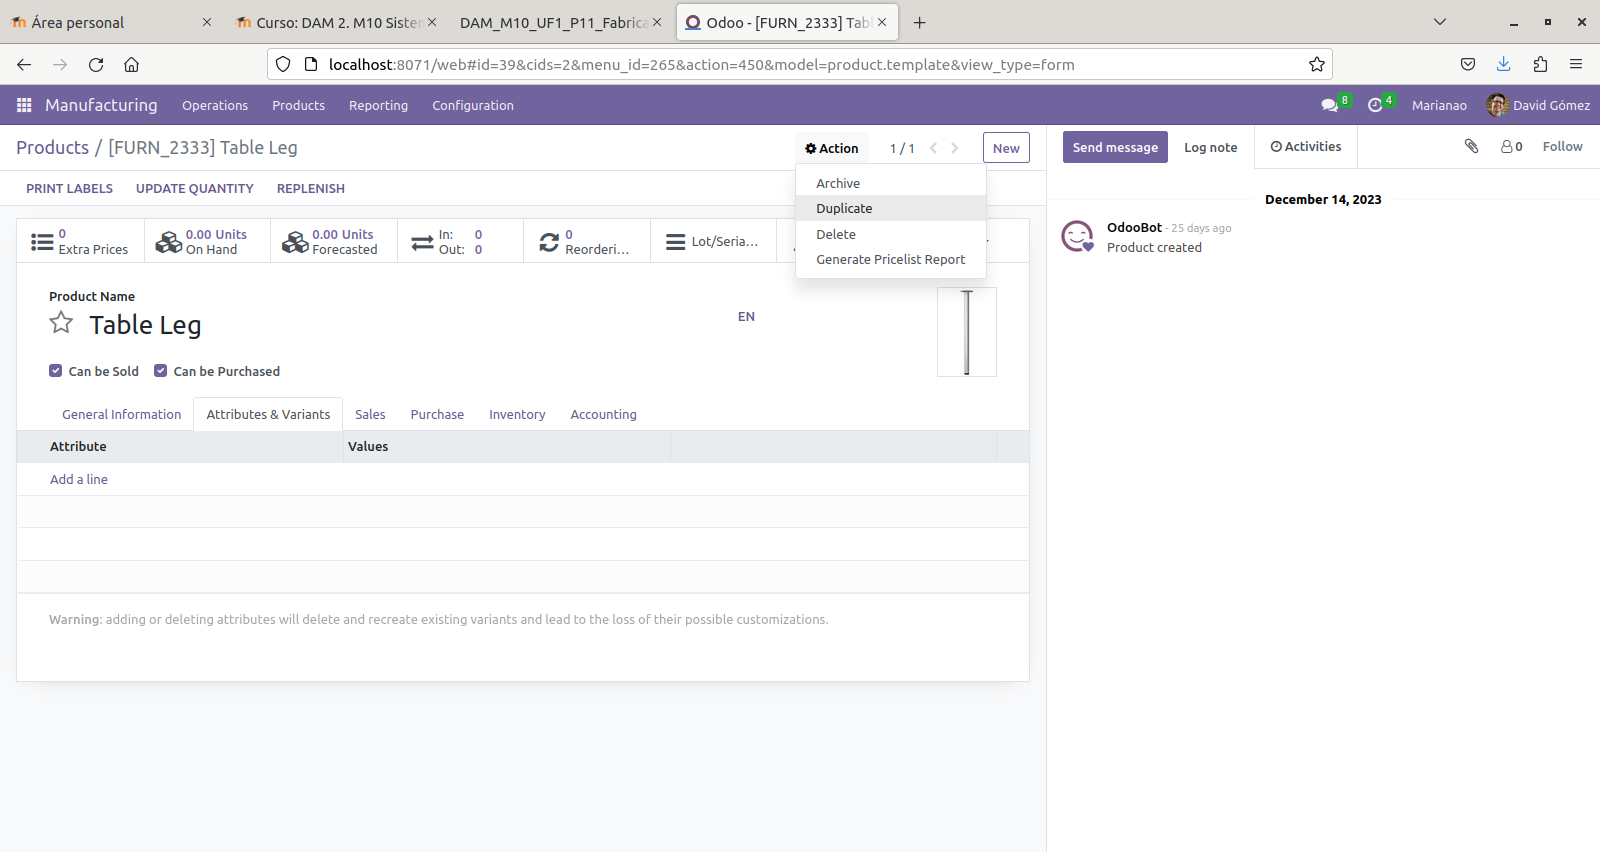 Área personal
Curso: DAM 2. M10 Sister
DAM_M10_UF1_P11_Fabrica
Odoo - [FURN_2333] Tabl
localhost:8071/web#id=39&cids=2&menu_id=265&action=450&model=product.template&view_type=form
Manufacturing Operations Products Reporting Configuration 8 4 Marianao David Gómez
Products / [FURN_2333] Table Leg Action 1 / 1 New
PRINT LABELS UPDATE QUANTITY REPLENISH
Archive
Duplicate
Delete
Generate Pricelist Report
0
Extra Prices
0.00 Units
On Hand
0.00 Units
Forecasted
In: 0
Out: 0
0
Reorderi...
Lot/Seria...
Product Name
Table Leg
EN
Can be Sold Can be Purchased
General Information Attributes & Variants Sales Purchase Inventory Accounting
Attribute Values
Add a line
Warning: adding or deleting attributes will delete and recreate existing variants and lead to the loss of their possible customizations.
Send message Log note Activities 0 Follow
December 14, 2023
OdooBot - 25 days ago
Product created